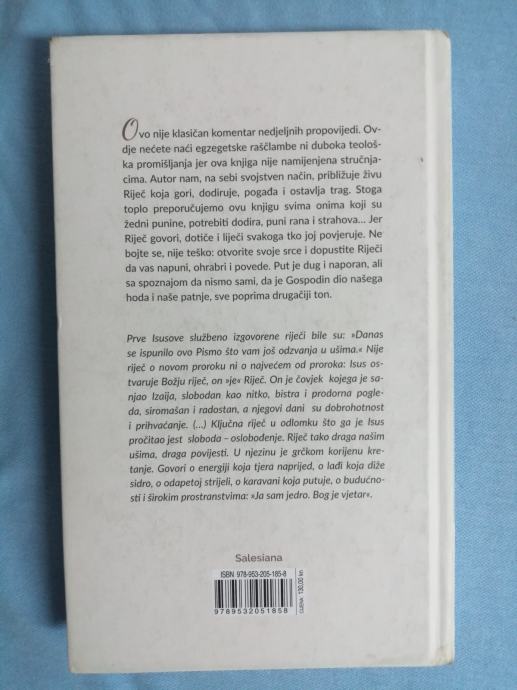 Ovo nije klasičan komentar nedjeljnih propovijedi. Ov-
dje nećete naći egzegetske raščlambe ni duboka teološ-
ka promišljanja jer ova knjiga nije namijenjena stručnja-
cima. Autor nam, na sebi svojstven način, približuje živu
Riječ koja gori, dodiruje, pogađa i ostavlja trag. Stoga
toplo preporučujemo ovu knjigu svima onima koji su
žedni punine, potrebiti dodira, puni rana i strahova... Jer
Riječ govori, dotiče i liječi svakoga tko joj povjeruje. Ne
bojte se, nije teško: otvorite svoje srce i dopustite Riječi
da vas napuni, ohrabri i povede. Put je dug i naporan, ali
sa spoznajom da nismo sami, da je Gospodin dio našega
hoda i naše patnje, sve poprima drugačiji ton.
Prve Isusove službeno izgovorene riječi bile su: »Danas
se ispunilo ovo Pismo što vam još odzvanja u ušima.« Nije
riječ o novom proroku ni o najvećem od proroka: Isus os-
tvaruje Božju riječ, on »je« Riječ. On je čovjek kojega je sa-
njao Izaija, slobodan kao nitko, bistra i prodorna pogle-
da, siromašan i radostan, a njegovi dani su dobrohotnost
i prihvaćanje. (...) Ključna riječ u odlomku što ga je Isus
pročitao jest sloboda – oslobođenje. Riječ tako draga našim
ušima, draga povijesti. U njezinu je grčkom korijenu kre-
tanje. Govori o energiji koja tjera naprijed, o lađi koja diže
sidro, o odapetoj strijeli, o karavani koja putuje, o budućno-
sti i širokim prostranstvima: »Ja sam jedro. Bog je vjetar«.
Salesiana
ISBN 978-953-205-185-8
9789532051858
CIJENA: 130,00 kn